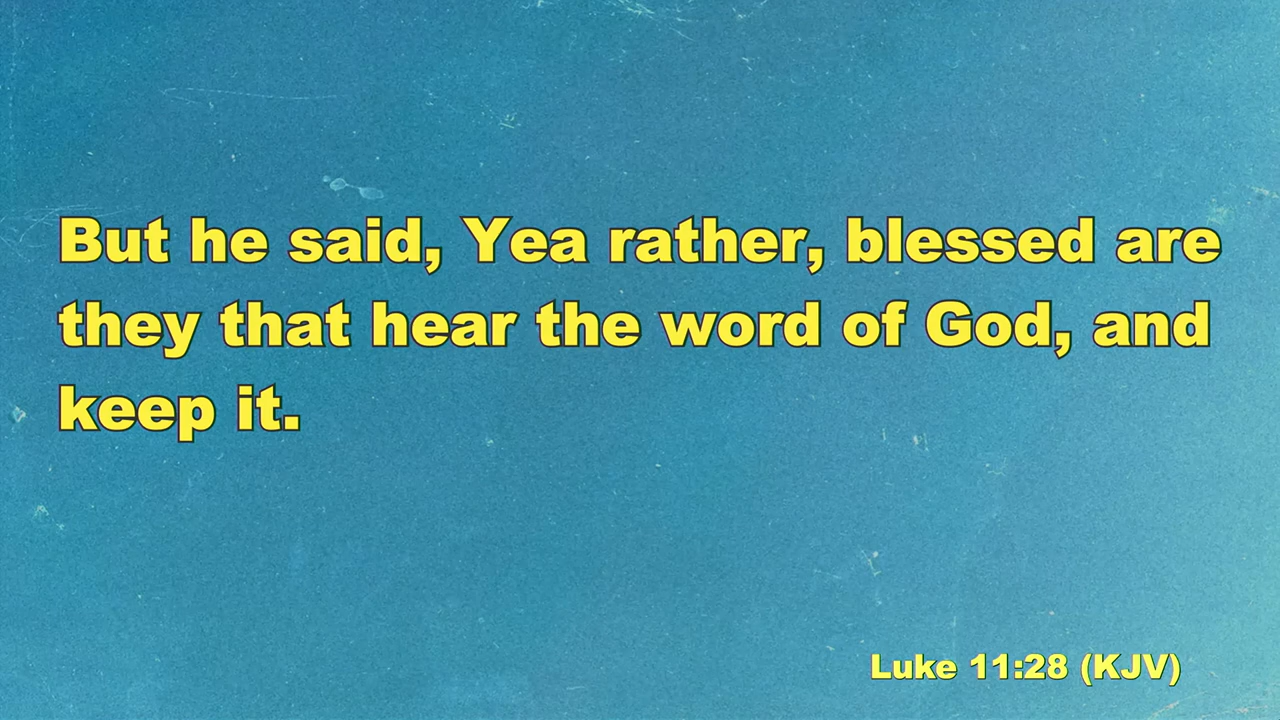 But he said, Yea rather, blessed are
they that hear the word of God, and
keep it.
Luke 11:28 (KJV)